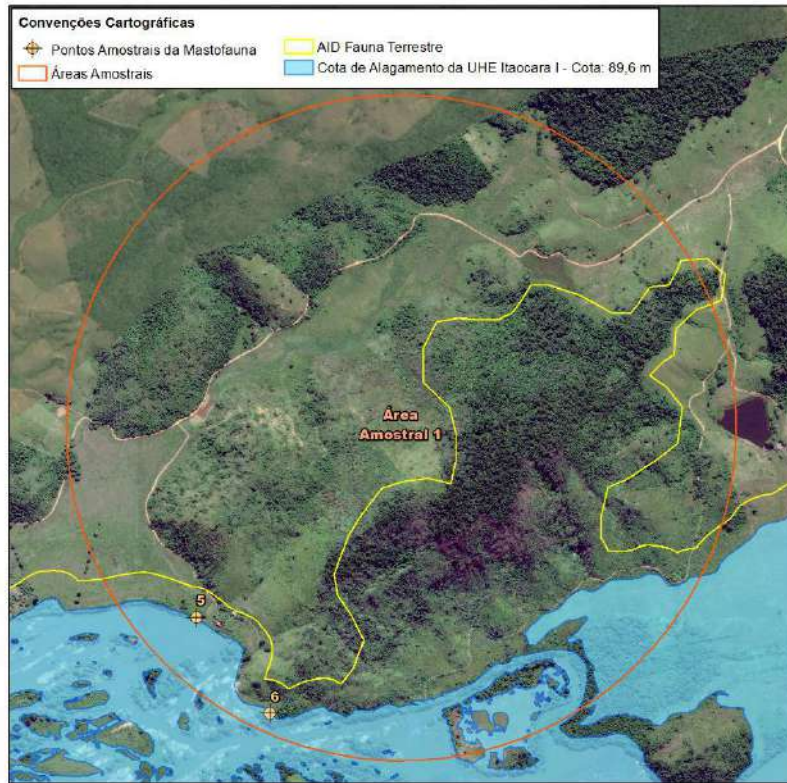 Convenções Cartográficas
Pontos Amostrais da Mastofauna
Áreas Amostrais
AID Fauna Terrestre
Cota de Alagamento da UHE Itaocara I - Cota: 89,6 m
Área
Amostral 1
5
6